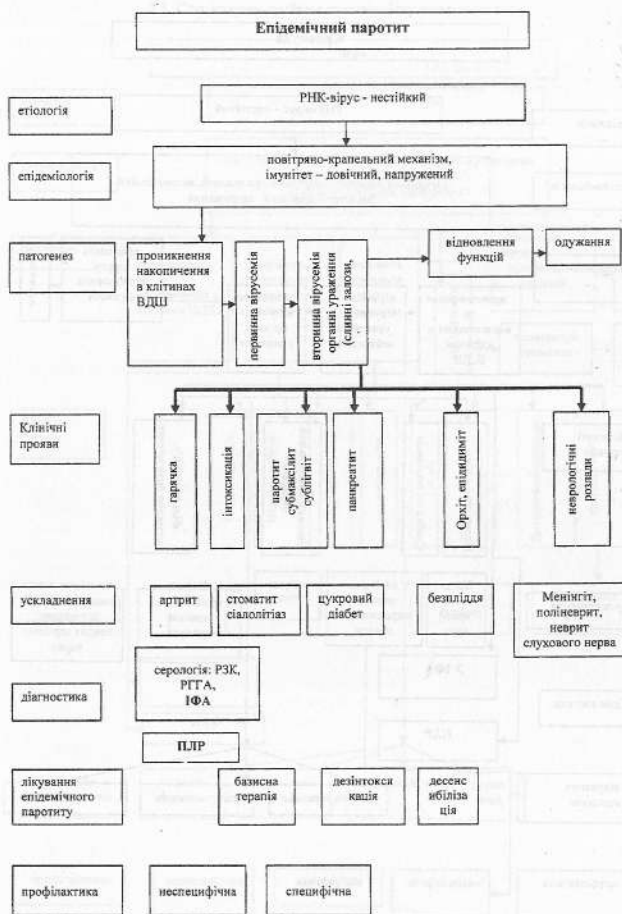 Епідемічний паротит
етіологія
РНК-вірус - нестійкий
епідеміологія
повітряно-крапельний механізм,
імунітет – довічний, напружений
патогенез
проникнення
накопичення
в клітинах
ВДШ
первинна вірусемія
вторинна вірусемія
органні ураження
(слинні залози,
відновлення
функцій
одужання
Клінічні
прояви
гарячка
інтоксикація
паротит
субмаксиліт
сублігвіт
панкреатит
Орхіт, епідидиміт
неврологічні
розлади
ускладнення
артрит
стоматит
сіалолітіаз
цукровий
діабет
безпліддя
Менінгіт,
поліневрит,
неврит
слухового нерва
діагностика
серологія: РЗК,
РГГА,
ІФА
ПЛР
лікування
епідемічного
паротиту
базисна
терапія
дезінтокси
кація
десенс
ибіліза
ція
профілактика
неспецифічна
специфічна